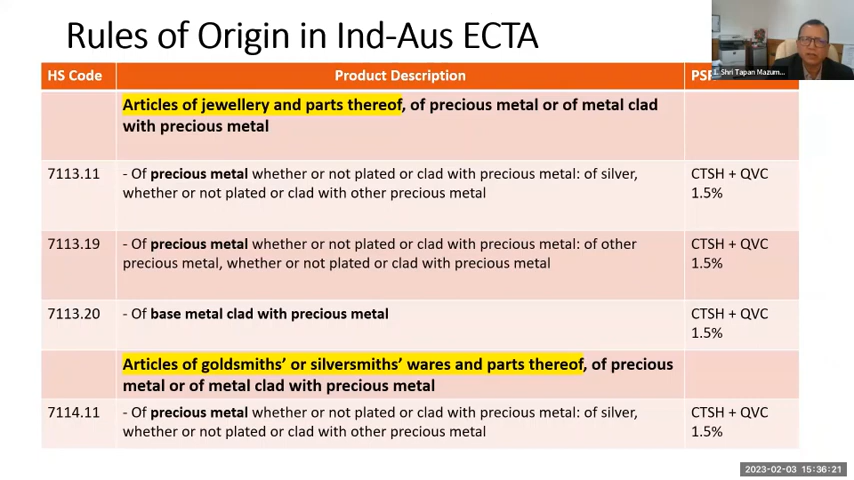 Rules of Origin in Ind-Aus ECTA
1. Shri Tapan Mazum...
HS Code Product Description
Articles of jewellery and parts thereof, of precious metal or of metal clad
with precious metal
7113.11 - Of precious metal whether or not plated or clad with precious metal: of silver, CTSH + QVC
whether or not plated or clad with other precious metal 1.5%
7113.19 - Of precious metal whether or not plated or clad with precious metal: of other CTSH + QVC
precious metal, whether or not plated or clad with precious metal 1.5%
7113.20 - Of base metal clad with precious metal CTSH + QVC
1.5%
Articles of goldsmiths’ or silversmiths’ wares and parts thereof, of precious
metal or of metal clad with precious metal
7114.11 - Of precious metal whether or not plated or clad with precious metal: of silver, CTSH + QVC
whether or not plated or clad with other precious metal 1.5%
2023-02-03 15:36:21